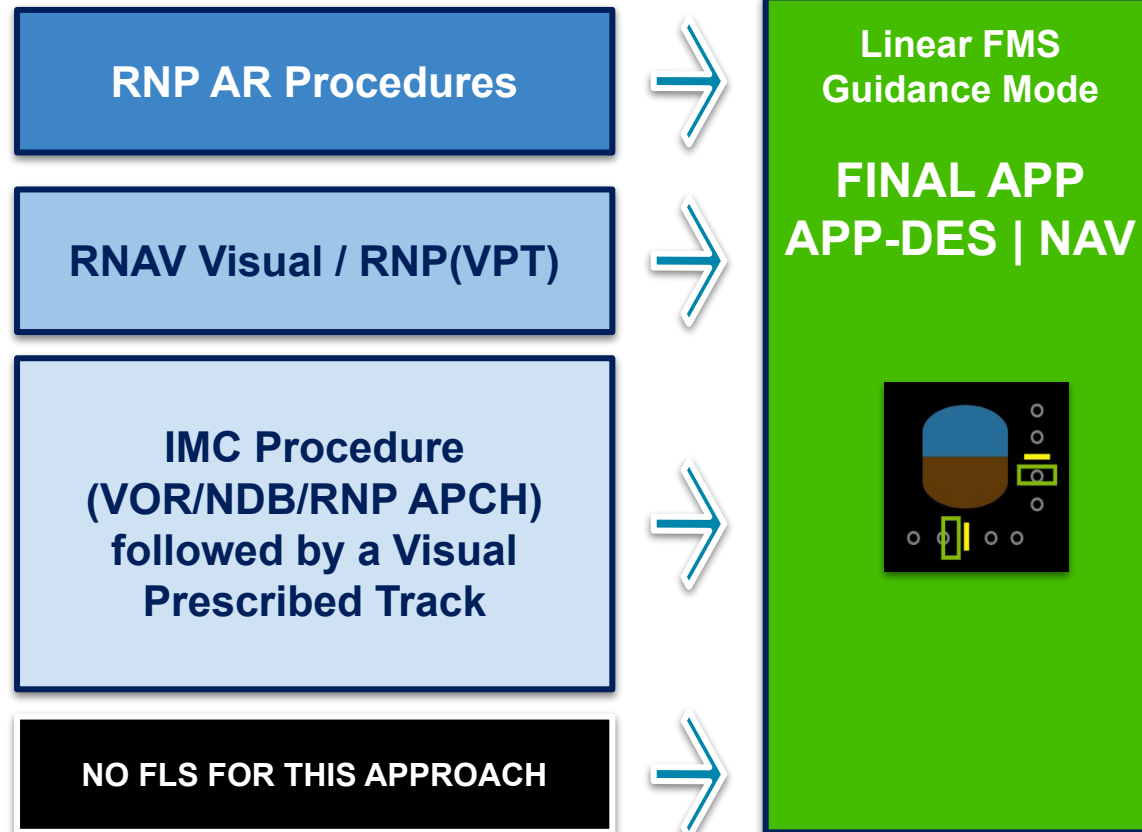 RNP AR Procedures
RNAV Visual / RNP(VPT)
IMC Procedure
(VOR/NDB/RNP APCH)
followed by a Visual
Prescribed Track
NO FLS FOR THIS APPROACH
Linear FMS
Guidance Mode
FINAL APP
APP-DES | NAV